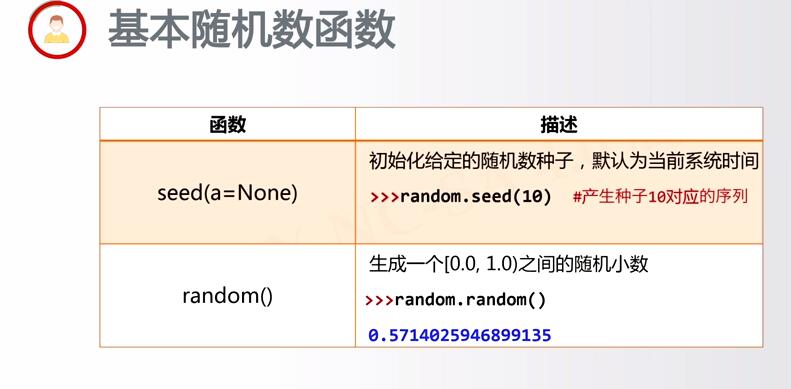 基本随机数函数
函数
描述
seed(a=None)
初始化给定的随机数种子，默认为当前系统时间
>>>random.seed(10) #产生种子10对应的序列
random()
生成一个[0.0, 1.0)之间的随机小数
>>>random.random()
0.5714025946899135